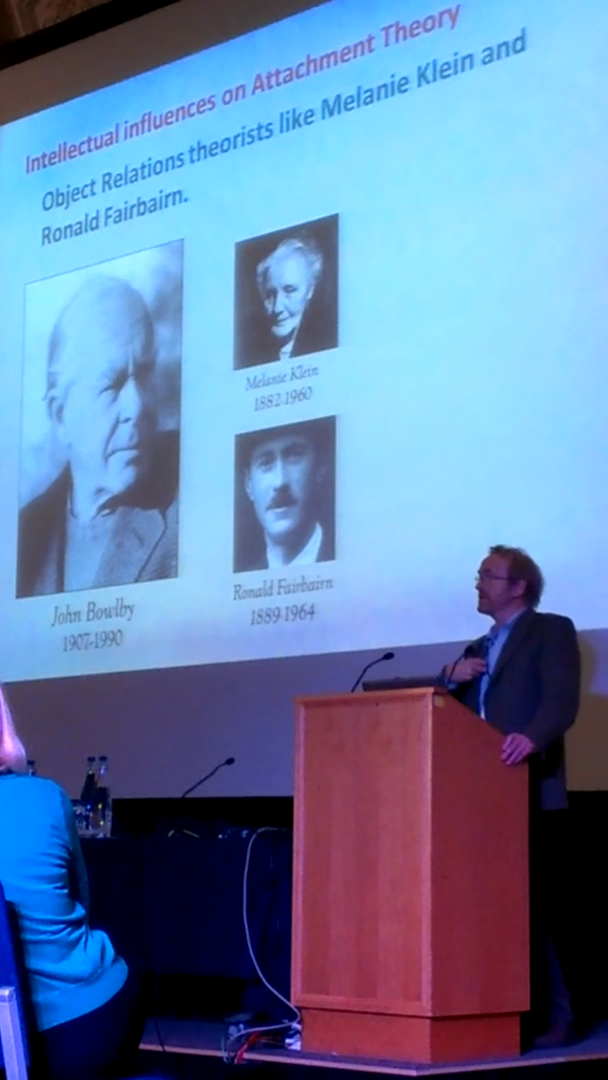 Intellectual influences on Attachment Theory
Object Relations theorists like Melanie Klein and
Ronald Fairbairn.
Melanie Klein
1882-1960
John Bowlby
1907-1990
Ronald Fairbairn
1889-1964